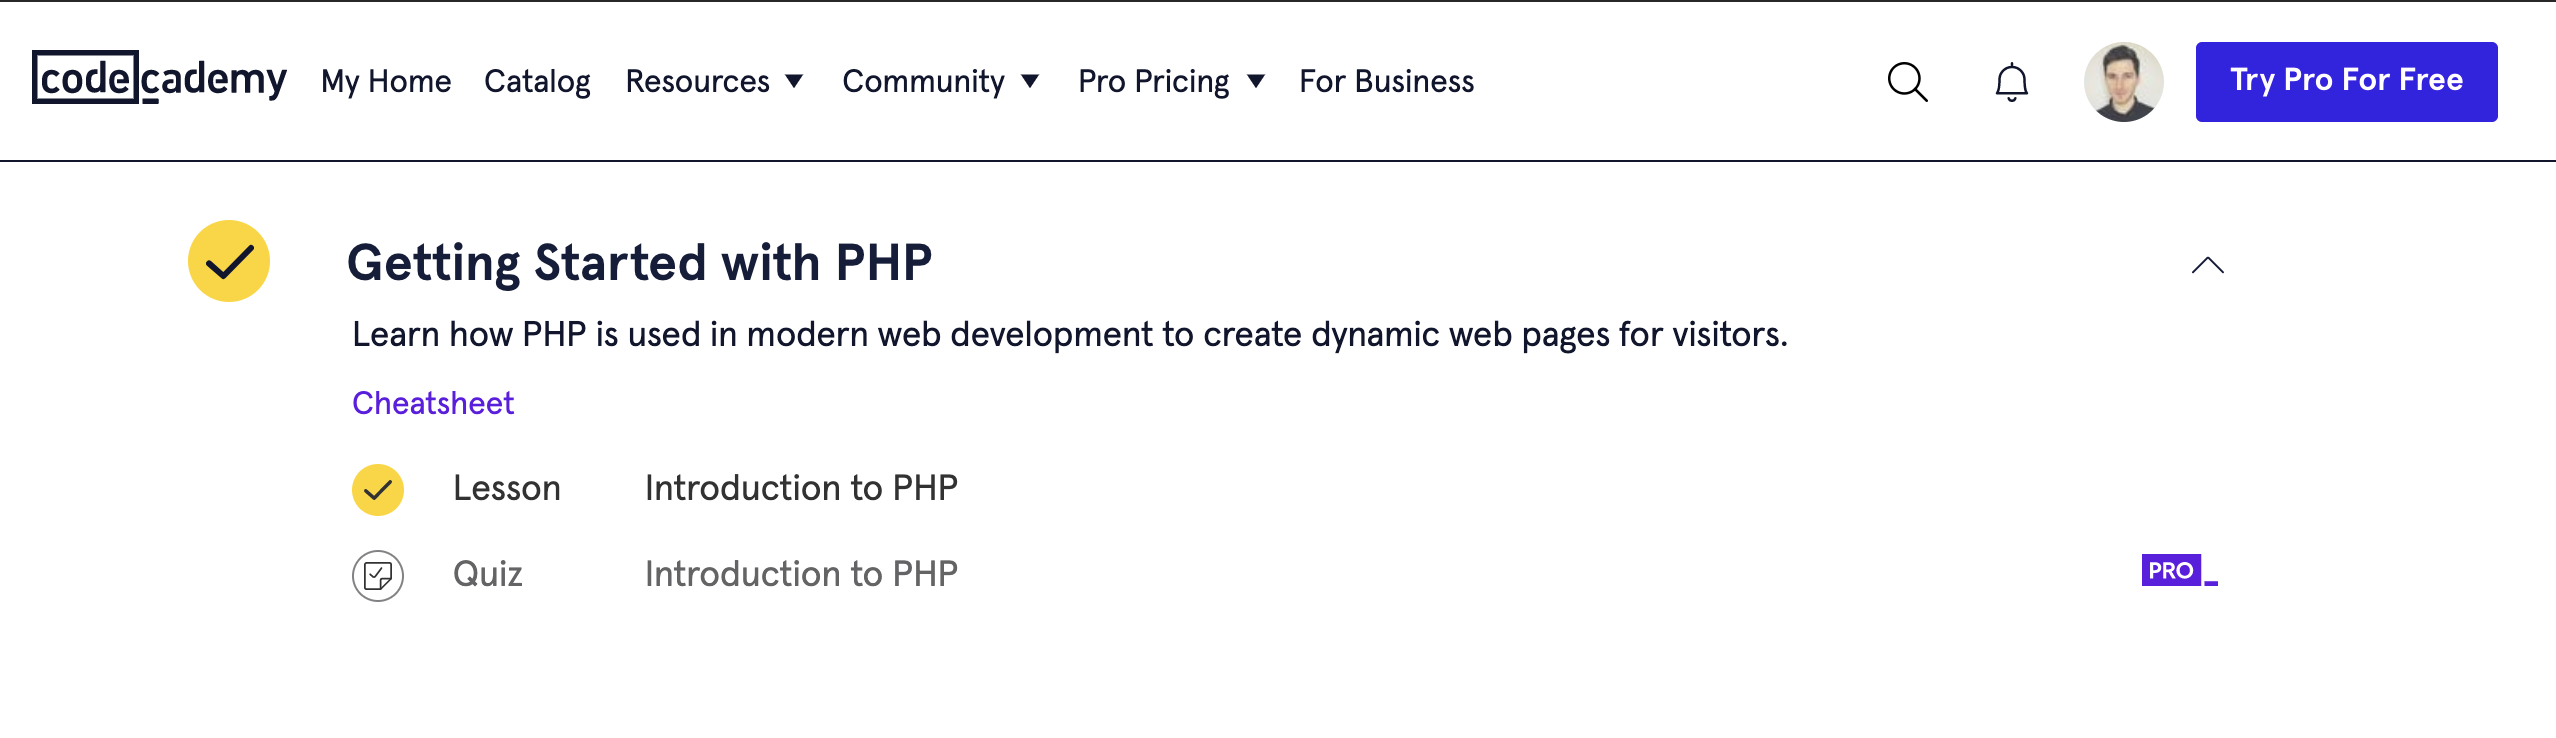 codecademy My Home Catalog Resources Community Pro Pricing For Business Try Pro For Free
Getting Started with PHP
Learn how PHP is used in modern web development to create dynamic web pages for visitors.
Cheatsheet
Lesson Introduction to PHP
Quiz Introduction to PHP PRO